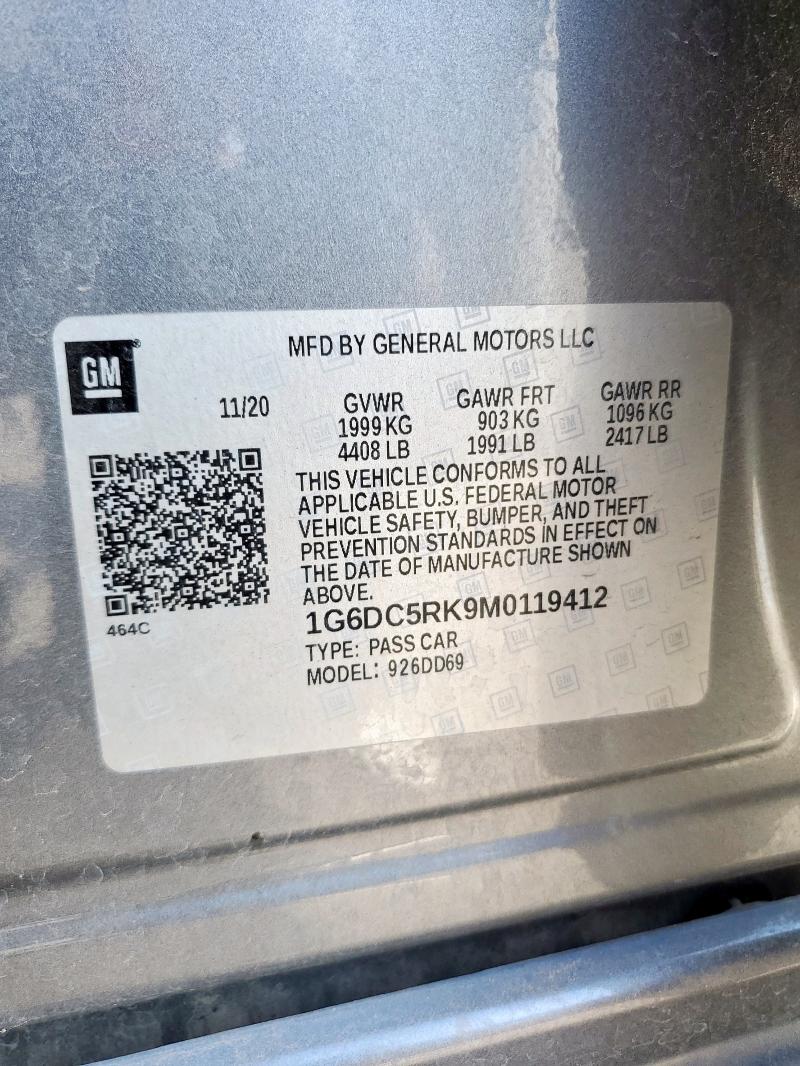 GM
MFD BY GENERAL MOTORS LLC
11/20
GVWR
1999 KG
4408 LB
GAWR FRT
903 KG
1991 LB
GAWR RR
1096 KG
2417 LB
THIS VEHICLE CONFORMS TO ALL
APPLICABLE U.S. FEDERAL MOTOR
VEHICLE SAFETY, BUMPER, AND THEFT
PREVENTION STANDARDS IN EFFECT ON
THE DATE OF MANUFACTURE SHOWN
ABOVE.
464C
1G6DC5RK9M0119412
TYPE: PASS CAR
MODEL: 926DD69